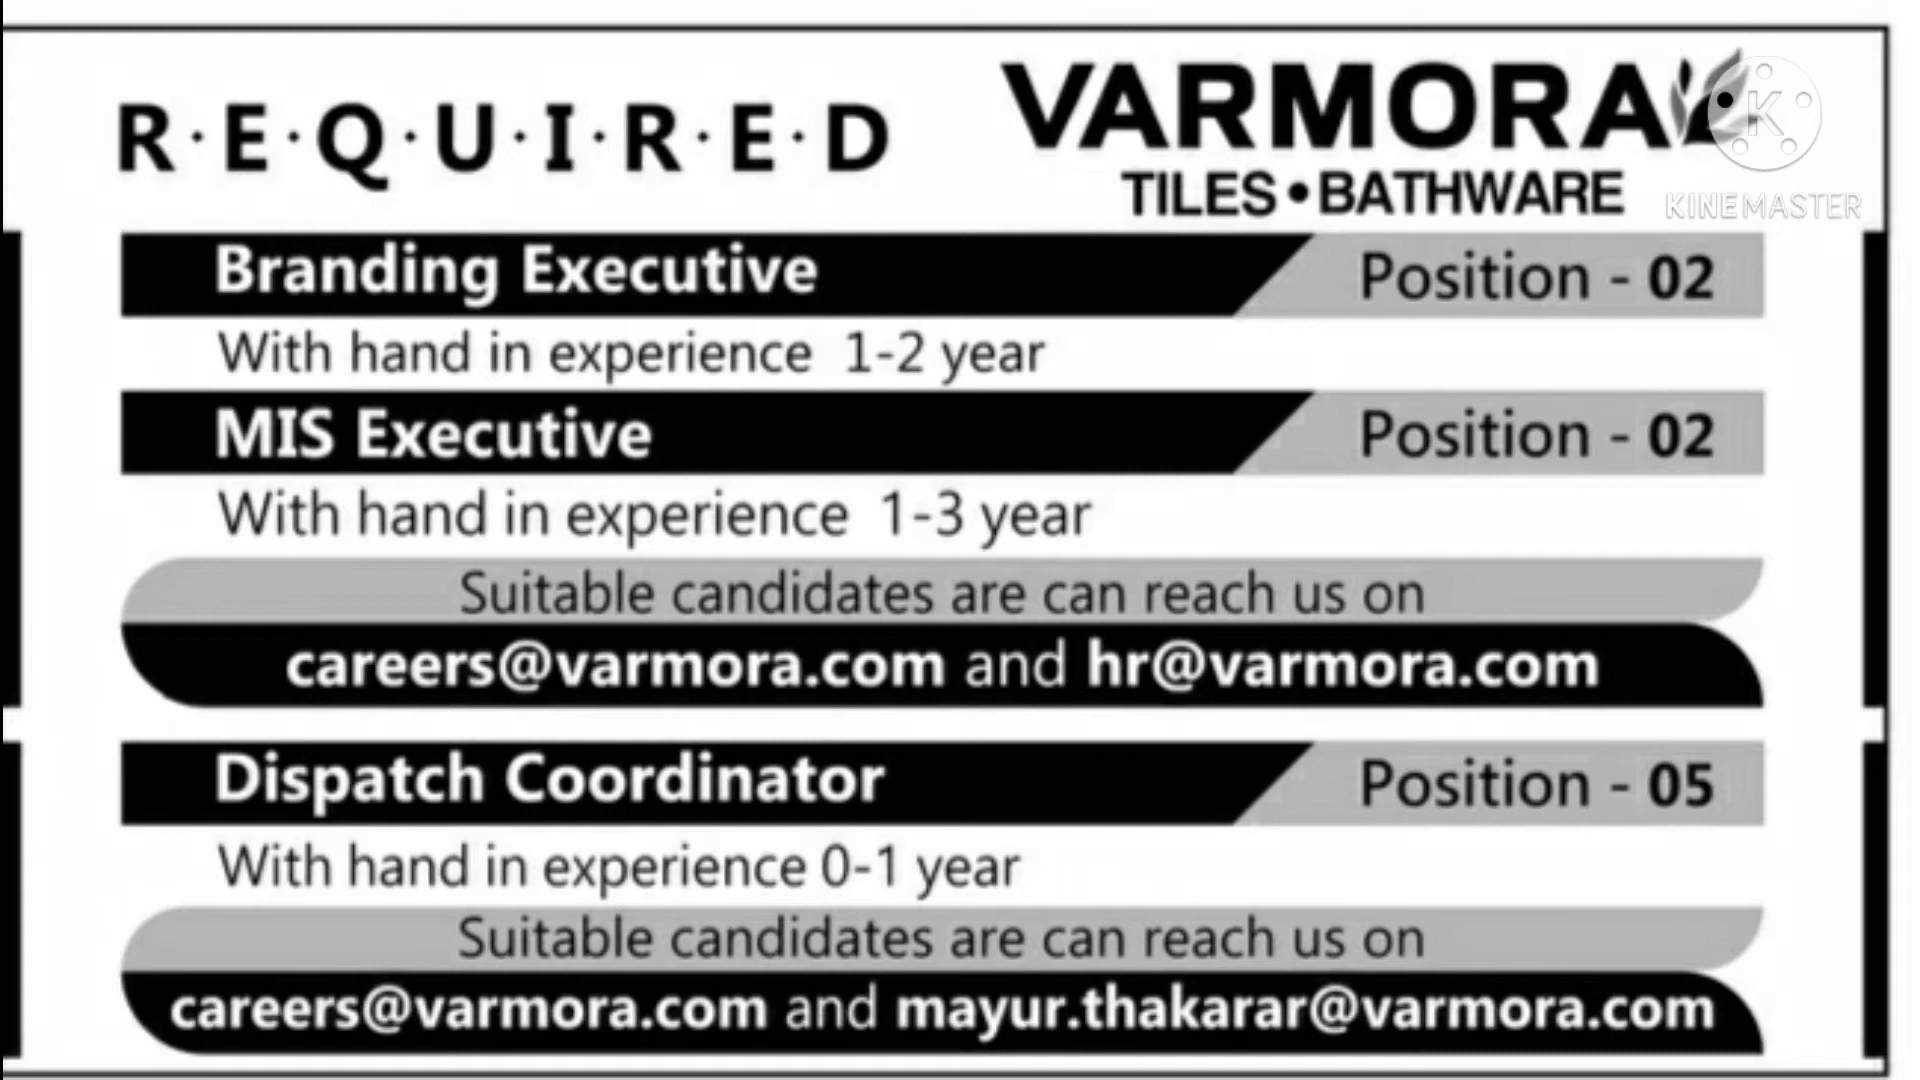 R·E·Q·U·I·R·E·D
VARMORA
TILES•BATHWARE
KINEMASTER
Branding Executive
Position - 02
With hand in experience 1-2 year
MIS Executive
Position - 02
With hand in experience 1-3 year
Suitable candidates are can reach us on
careers@varmora.com and hr@varmora.com
Dispatch Coordinator
Position - 05
With hand in experience 0-1 year
Suitable candidates are can reach us on
careers@varmora.com and mayur.thakarar@varmora.com